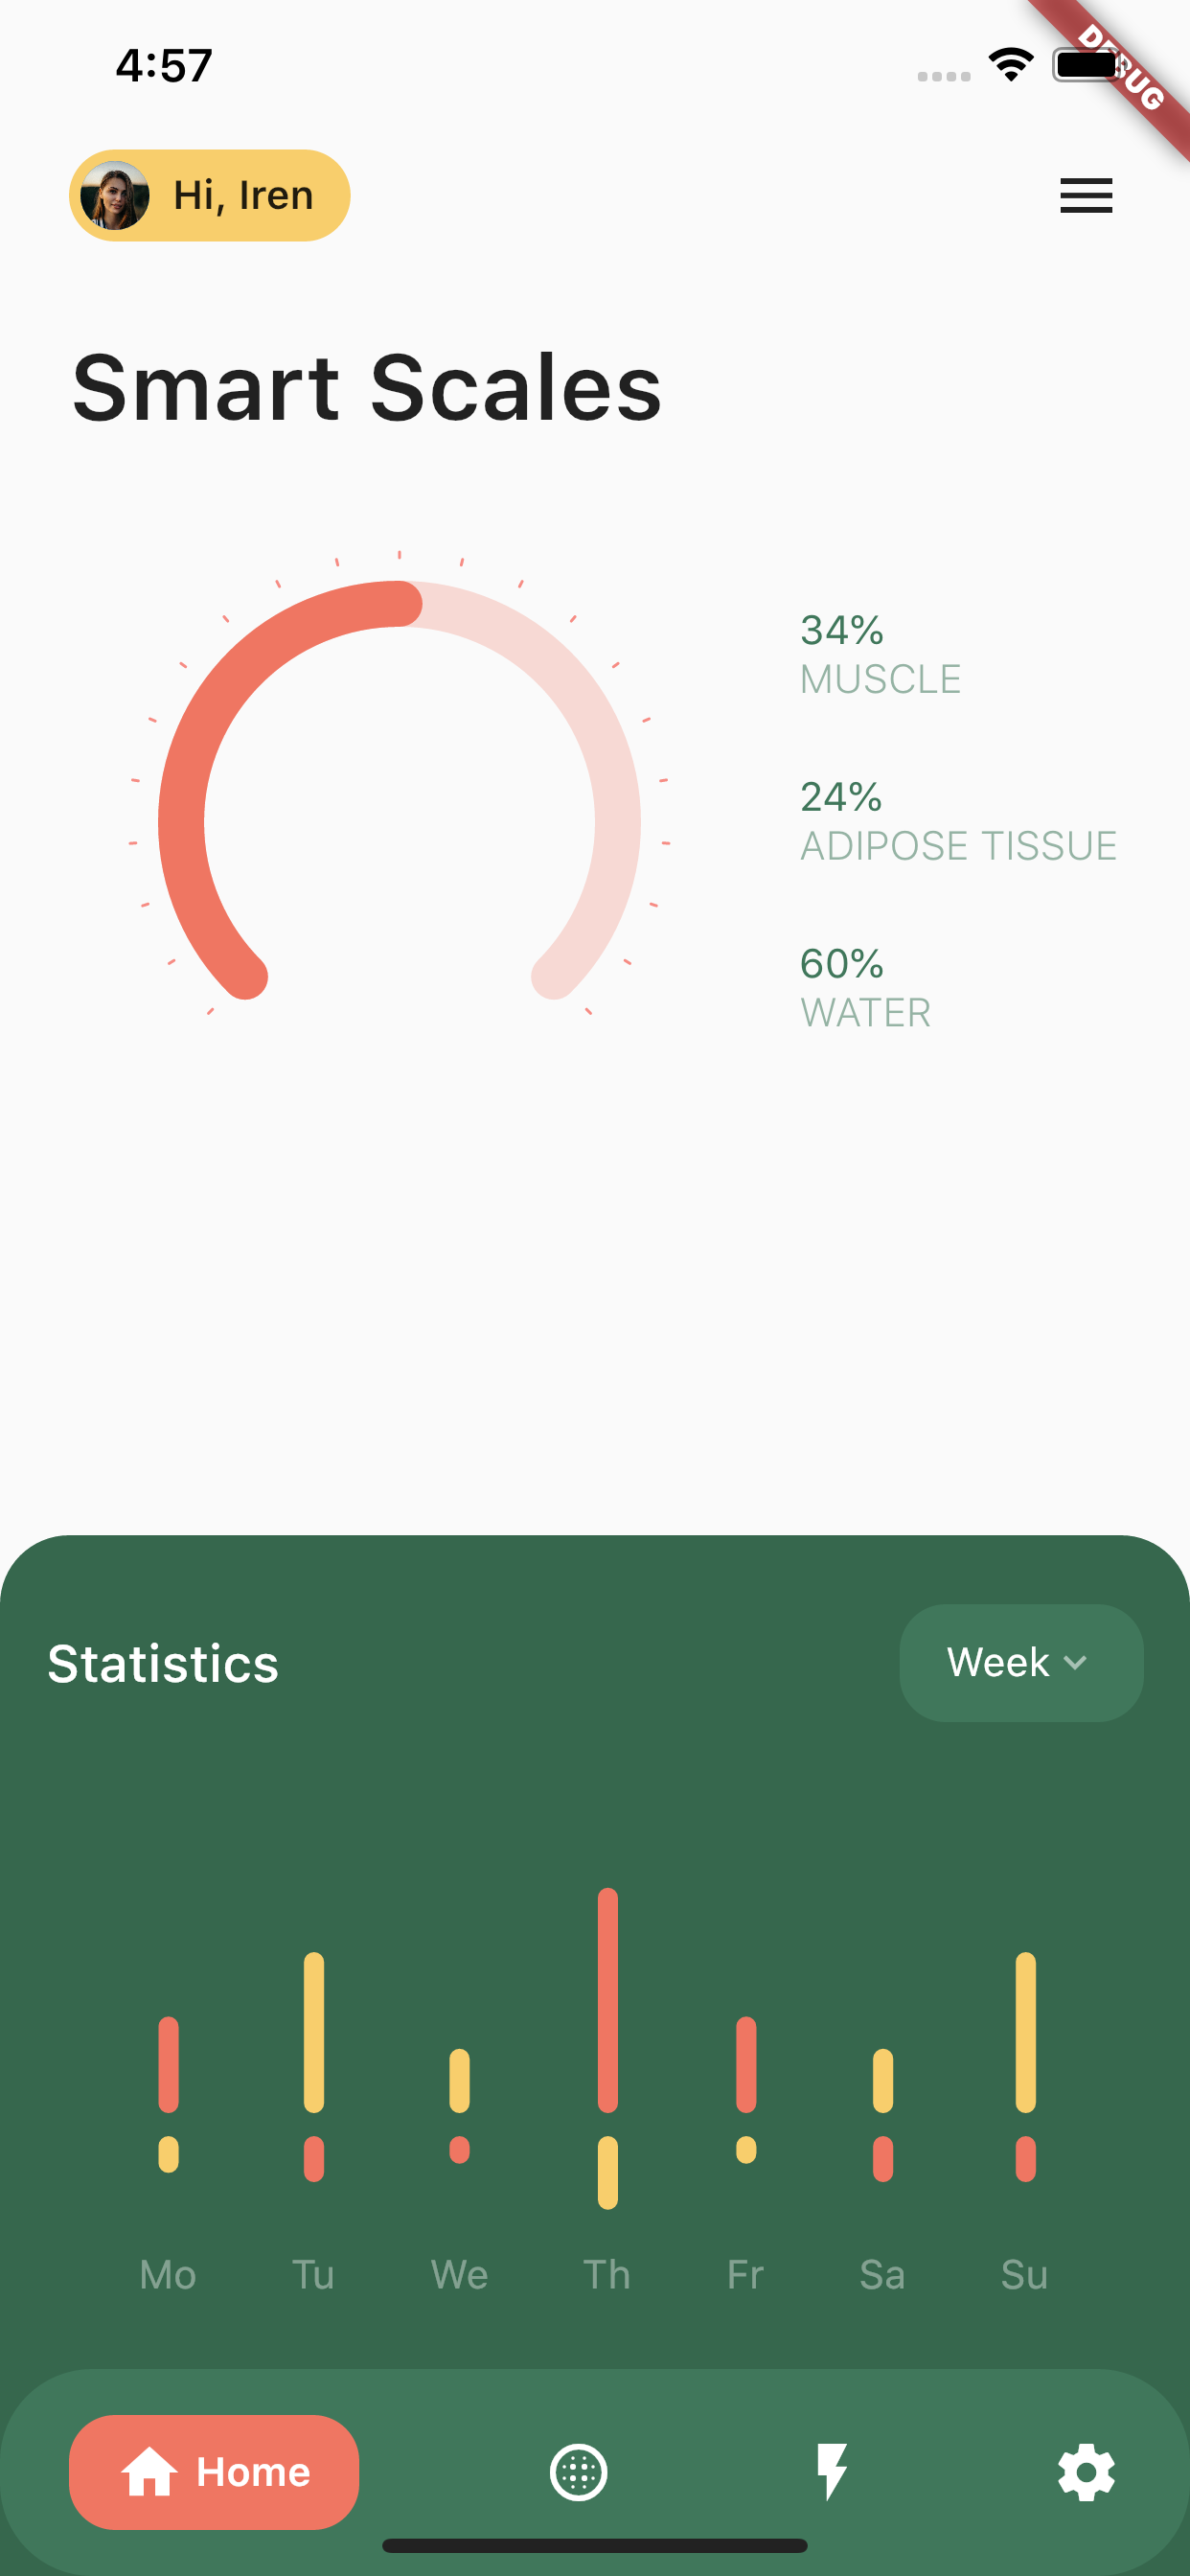 4:57
DEBUG
Hi, Iren
Smart Scales
34%
MUSCLE
24%
ADIPOSE TISSUE
60%
WATER
Statistics
Week
Mo Tu We Th Fr Sa Su
Home